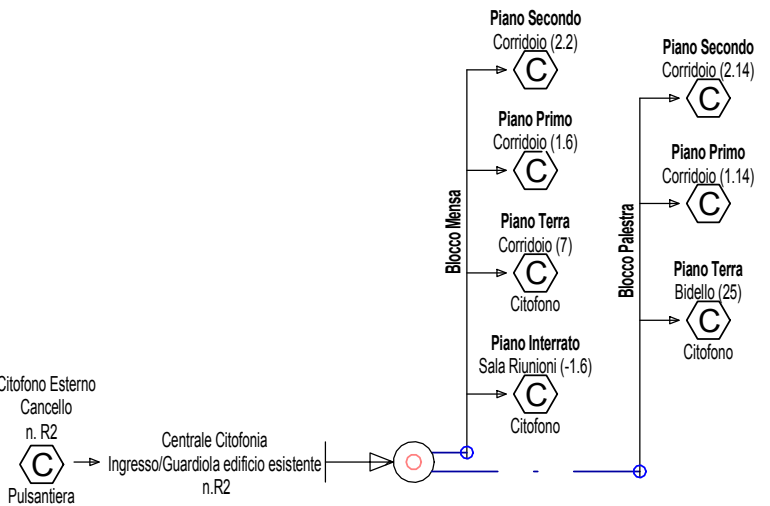 Piano Secondo
Corridoio (2.2)
C
Piano Primo
Corridoio (1.6)
C
Piano Terra
Corridoio (7)
C
Citofono
Piano Interrato
Sala Riunioni (-1.6)
C
Citofono
Blocco Mensa
Piano Secondo
Corridoio (2.14)
C
Piano Primo
Corridoio (1.14)
C
Piano Terra
Bidello (25)
C
Citofono
Blocco Palestra
Citofono Esterno
Cancello
n. R2
C
Pulsantiera
Centrale Citofonia
Ingresso/Guardiola edificio esistente
n.R2